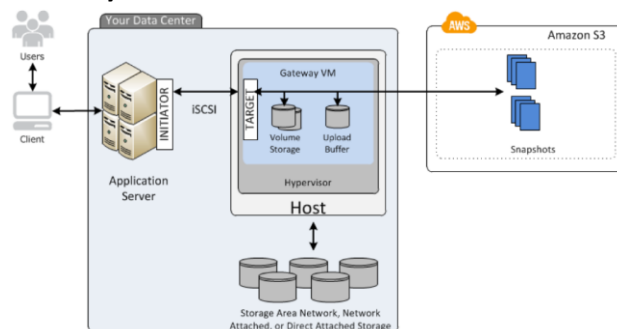 Your Data Center
Users
Client
Application
Server
INITIATOR
iSCSI
TARGET
Gateway VM
Volume
Storage
Upload
Buffer
Hypervisor
Host
Storage Area Network, Network
Attached, or Direct Attached Storage
AWS
Amazon S3
Snapshots